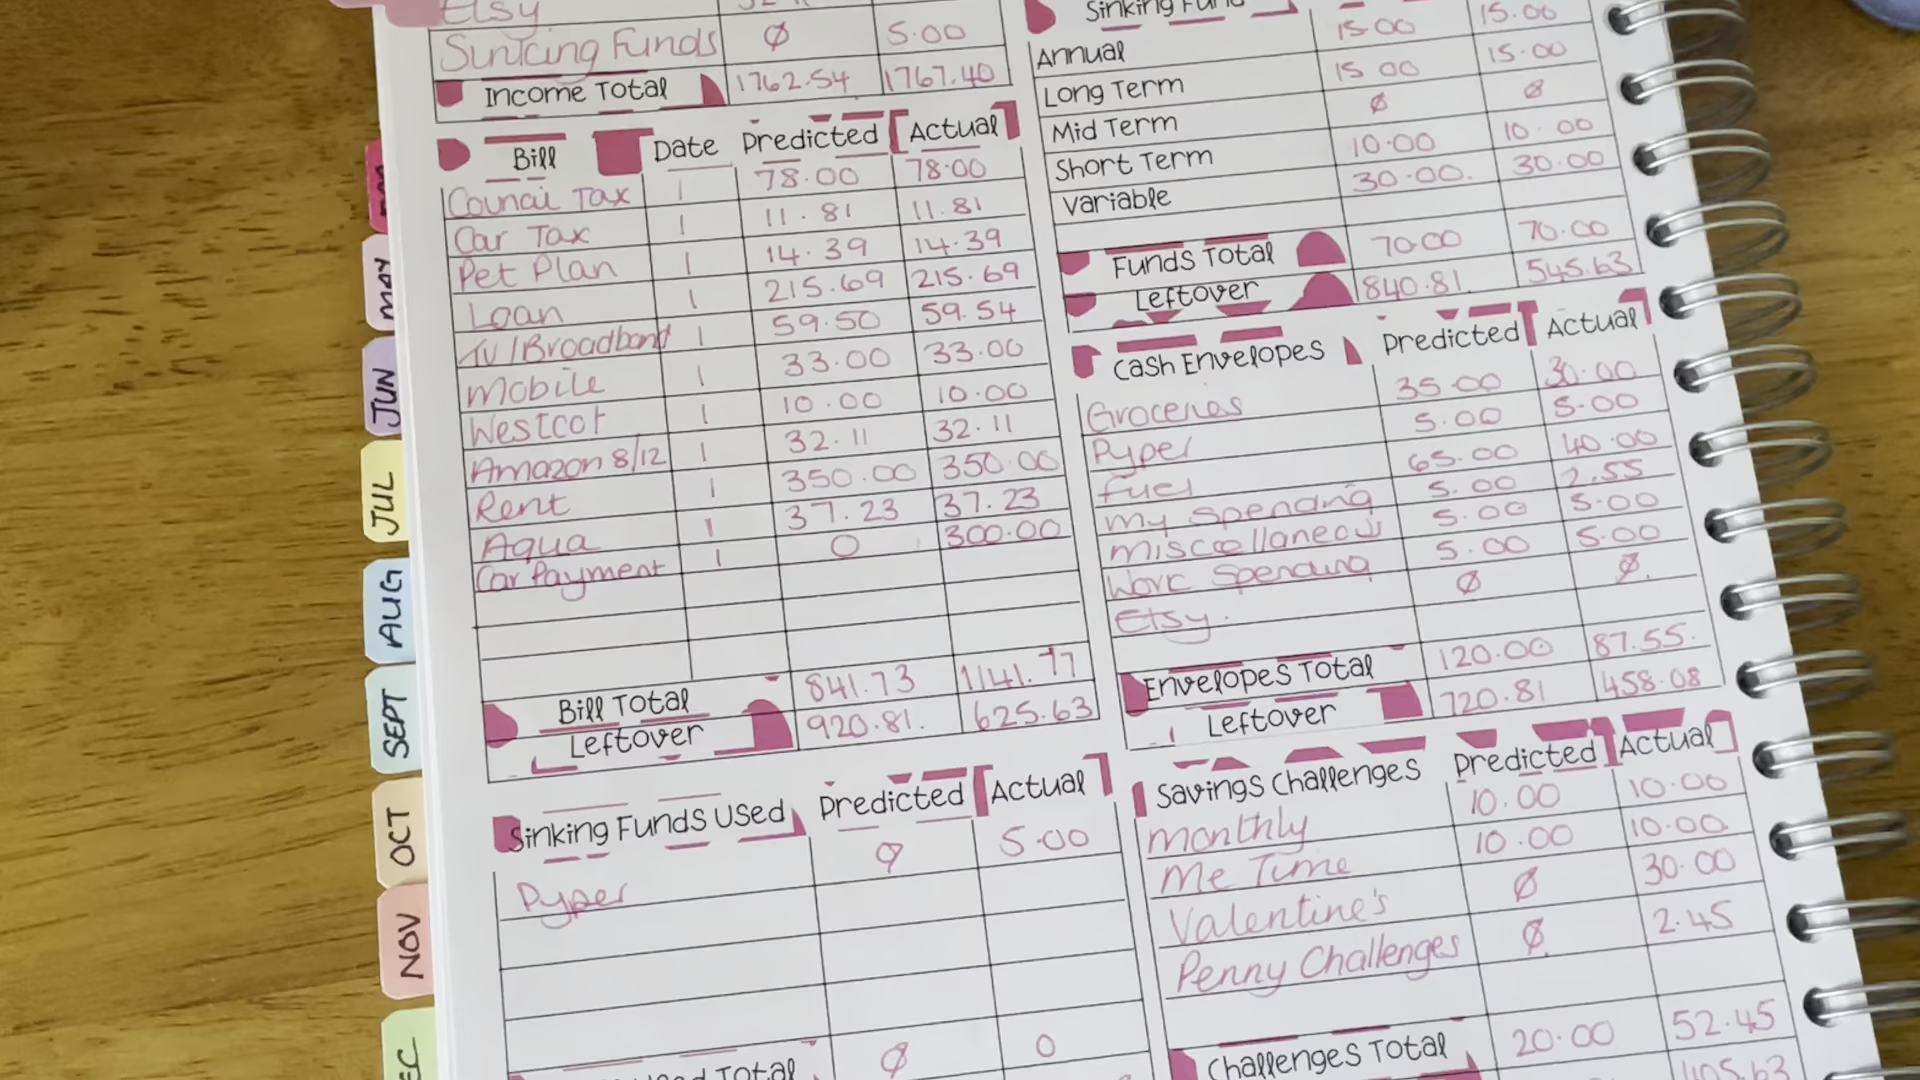 Etsy
Sinking Funds Ø 5.00
Income Total 1762.54 1767.40
Bill Date Predicted Actual
Council Tax 1 78.00 78.00
Car Tax 1 11.81 11.81
Pet Plan 1 14.39 14.39
Loan 1 215.69 215.69
TV/Broadband 1 59.50 59.54
Mobile 1 33.00 33.00
Westcot 1 10.00 10.00
Amazon 8/12 1 32.11 32.11
Rent 1 350.00 350.00
Aqua 1 37.23 37.23
Car Payment 1 0 300.00
Bill Total 841.73 1141.77
Leftover 920.81. 625.63
Sinking Funds Used Predicted Actual
Pyper Ø 5.00
Total Ø 0
Sinking Fund
15.00 15.00
Annual 15.00 15.00
Long Term Ø Ø
Mid Term 10.00 10.00
Short Term 30.00. 30.00
Variable
Funds Total 70.00 70.00
Leftover 840.81. 545.63
Cash Envelopes Predicted Actual
Groceries 35.00 30.00
Pyper 5.00 5.00
Fuel 65.00 40.00
My Spending 5.00 2.55
Miscellaneous 5.00 5.00
Work Spending 5.00 5.00
Etsy. Ø Ø.
Envelopes Total 120.00 87.55.
Leftover 720.81 458.08
Savings Challenges Predicted Actual
Monthly 10.00 10.00
Me Time 10.00 10.00
Valentine's Ø 30.00
Penny Challenges Ø. 2.45
Challenges Total 20.00 52.45
405.63
MAY
JUN
JUL
AUG
SEPT
OCT
NOV